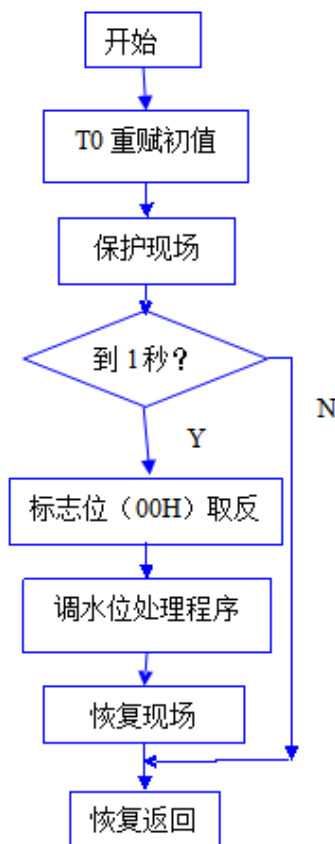 开始
T0 重赋初值
保护现场
到 1 秒？
N
Y
标志位（00H）取反
调水位处理程序
恢复现场
恢复返回